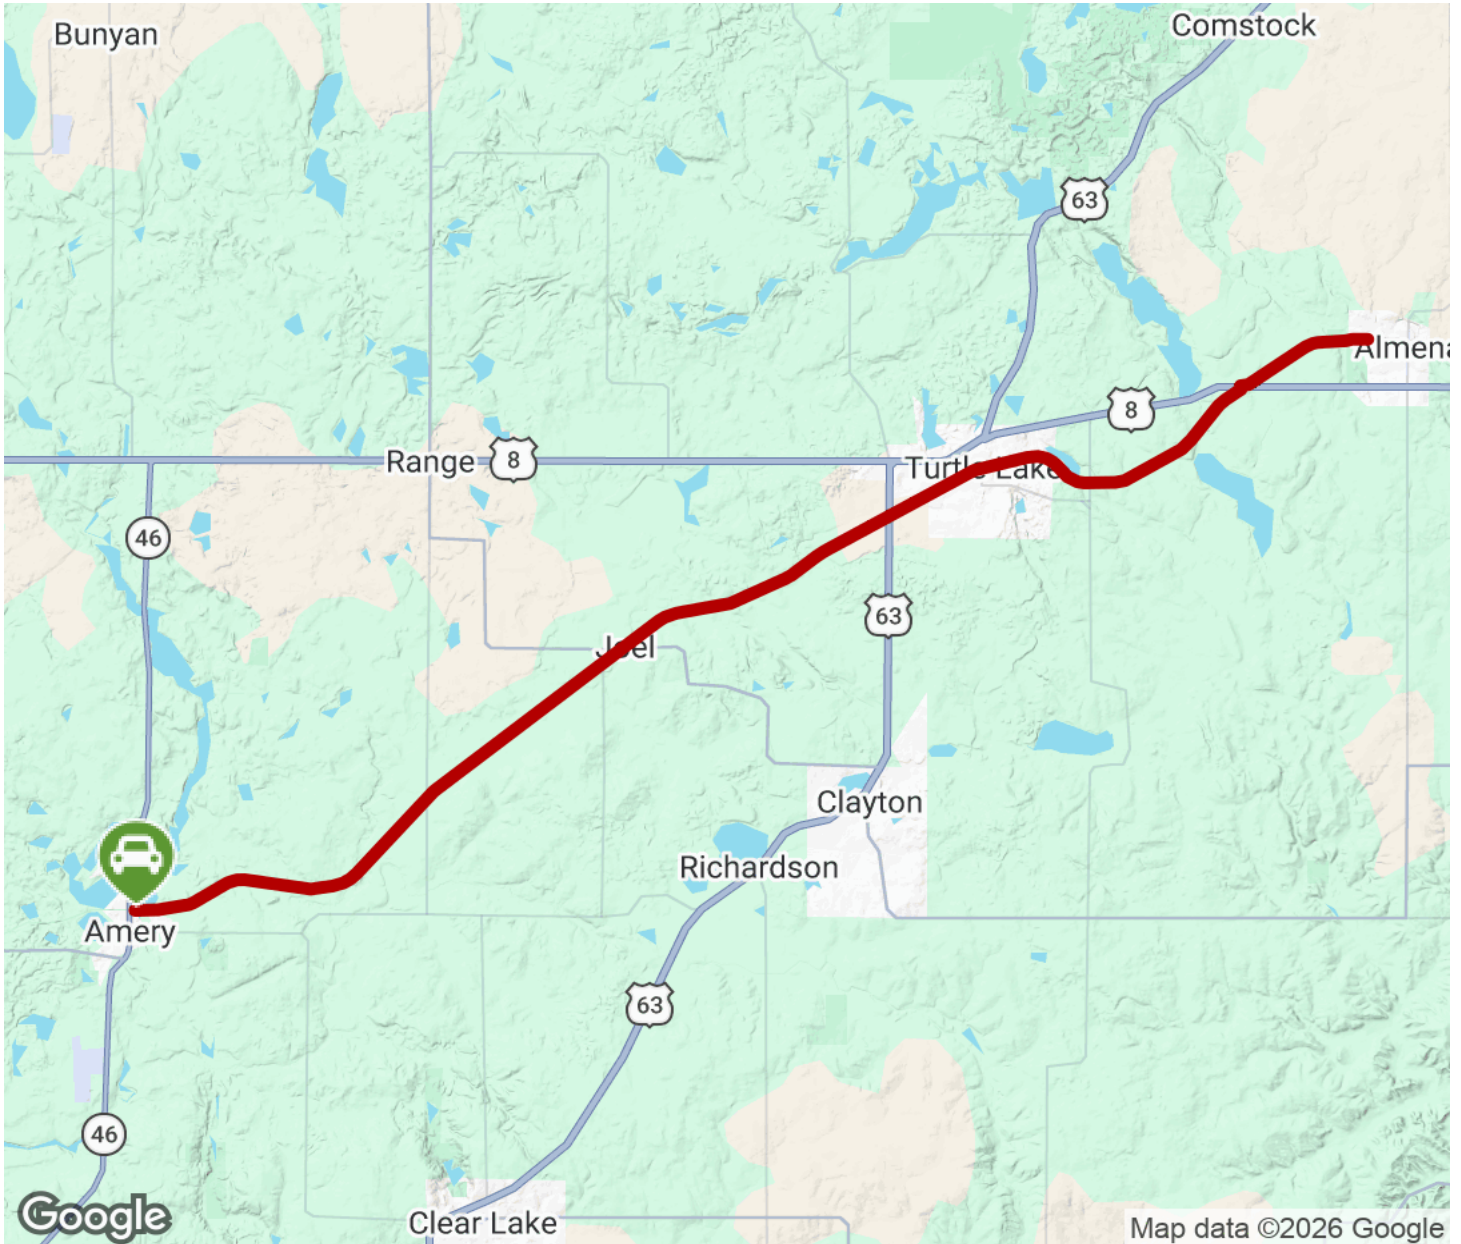 Bunyan
Comstock
63
Almena
8
Range
8
Turtle Lake
46
63
Joel
Clayton
Richardson
Amery
63
46
Clear Lake
Google
Map data ©2026 Google